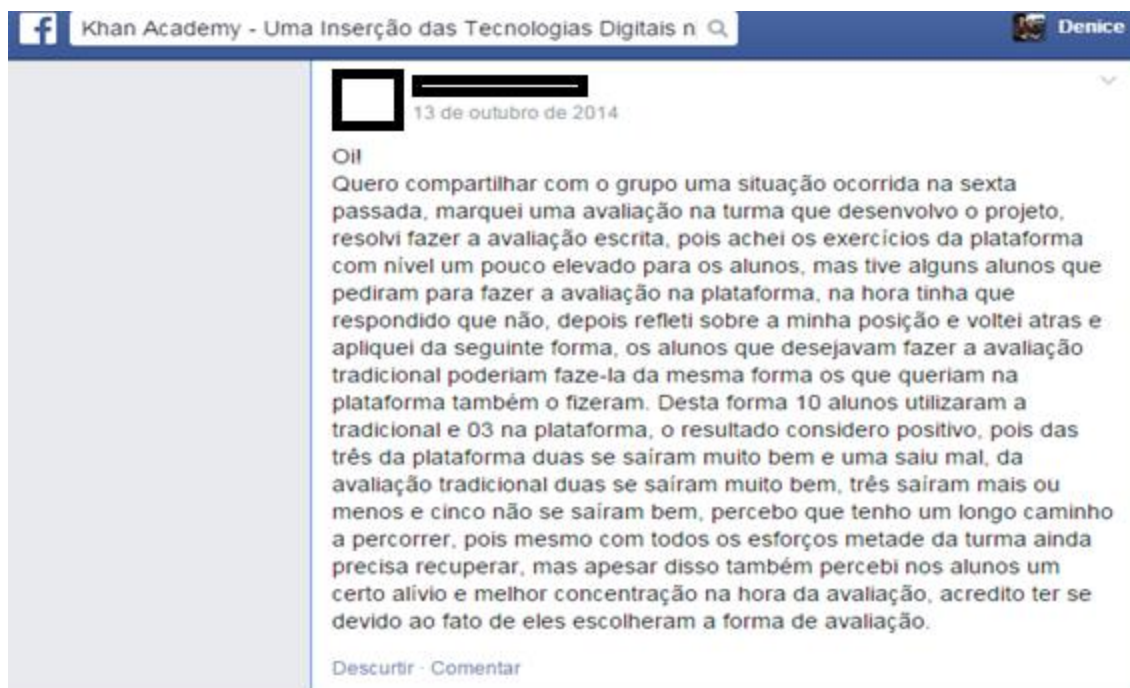 f Khan Academy - Uma Inserção das Tecnologias Digitais n
Denice
13 de outubro de 2014
Oi!
Quero compartilhar com o grupo uma situação ocorrida na sexta
passada, marquei uma avaliação na turma que desenvolvo o projeto,
resolvi fazer a avaliação escrita, pois achei os exercícios da plataforma
com nível um pouco elevado para os alunos, mas tive alguns alunos que
pediram para fazer a avaliação na plataforma, na hora tinha que
respondido que não, depois refleti sobre a minha posição e voltei atras e
apliquei da seguinte forma, os alunos que desejavam fazer a avaliação
tradicional poderiam faze-la da mesma forma os que queriam na
plataforma também o fizeram. Desta forma 10 alunos utilizaram a
tradicional e 03 na plataforma, o resultado considero positivo, pois das
três da plataforma duas se saíram muito bem e uma saiu mal, da
avaliação tradicional duas se saíram muito bem, três saíram mais ou
menos e cinco não se saíram bem, percebo que tenho um longo caminho
a percorrer, pois mesmo com todos os esforços metade da turma ainda
precisa recuperar, mas apesar disso também percebi nos alunos um
certo alívio e melhor concentração na hora da avaliação, acredito ter se
devido ao fato de eles escolheram a forma de avaliação.
Descurtir · Comentar